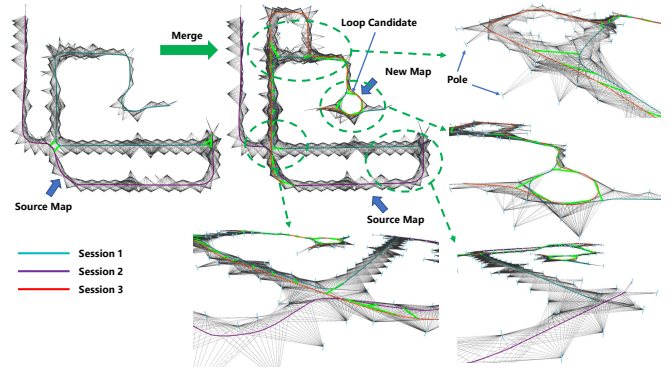 Merge
Loop Candidate
New Map
Pole
Source Map
Source Map
Session 1
Session 2
Session 3